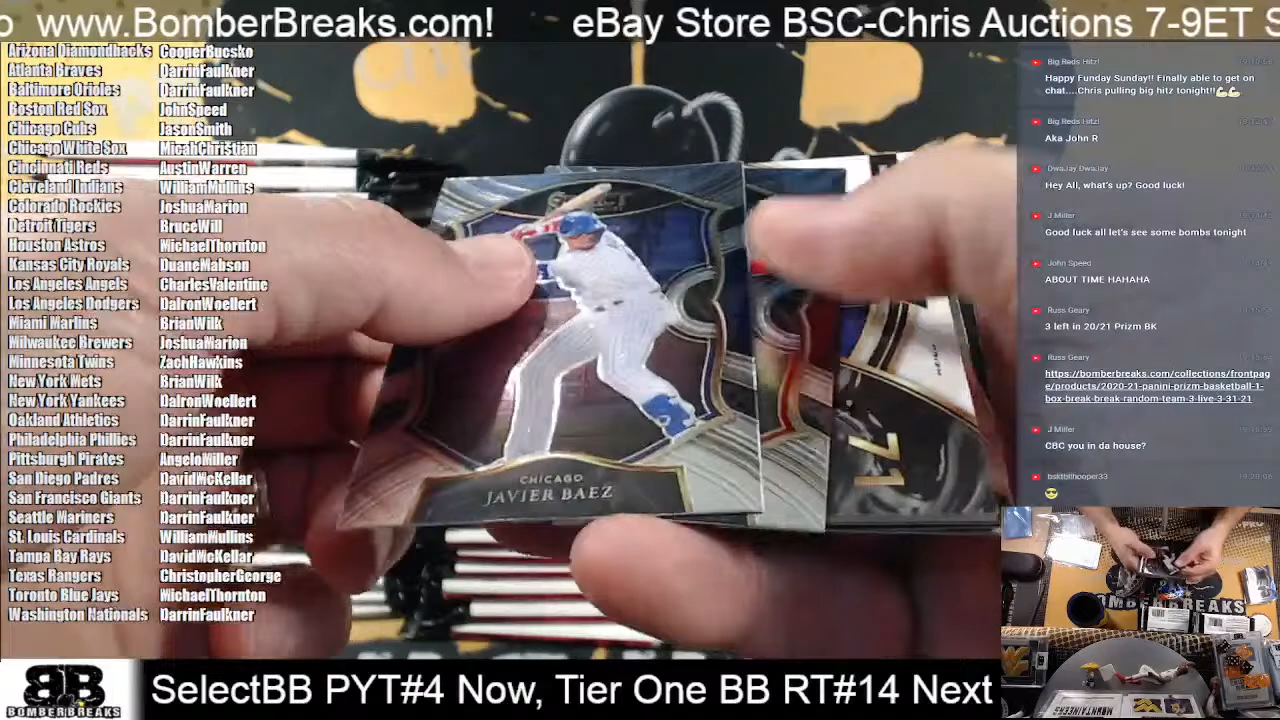 www.BomberBreaks.com! eBay Store BSC-Chris Auctions 7-9ET
Arizona Diamondbacks CooperBucsko
Atlanta Braves DarrinFaulkner
Baltimore Orioles DarrinFaulkner
Boston Red Sox JohnSpeed
Chicago Cubs JasonSmith
Chicago White Sox MicahChristian
Cincinnati Reds AustinWarren
Cleveland Indians WilliamMullins
Colorado Rockies JoshuaMarion
Detroit Tigers BruceWill
Houston Astros MichaelThornton
Kansas City Royals DuaneMabson
Los Angeles Angels CharlesValentine
Los Angeles Dodgers DalronWoellert
Miami Marlins BrianWilk
Milwaukee Brewers JoshuaMarion
Minnesota Twins ZachHawkins
New York Mets BrianWilk
New York Yankees DalronWoellert
Oakland Athletics DarrinFaulkner
Philadelphia Phillies DarrinFaulkner
Pittsburgh Pirates AngeloMiller
San Diego Padres DavidMcKellar
San Francisco Giants DarrinFaulkner
Seattle Mariners DarrinFaulkner
St. Louis Cardinals WilliamMullins
Tampa Bay Rays DavidMcKellar
Texas Rangers ChristopherGeorge
Toronto Blue Jays MichaelThornton
Washington Nationals DarrinFaulkner
CHICAGO
JAVIER BAEZ
Big Reds Hitz!
Happy Funday Sunday!! Finally able to get on
chat....Chris pulling big hitz tonight!!💪💪
Big Reds Hitz!
Aka John R
DwaJay DwaJay
Hey All, what's up? Good luck!
J Miller
Good luck all let's see some bombs tonight
John Speed
ABOUT TIME HAHAHA
Russ Geary
3 left in 20/21 Prizm BK
Russ Geary
https://bomberbreaks.com/collections/frontpag
e/products/2020-21-panini-prizm-basketball-1-
box-break-break-random-team-3-live-3-31-21
J Miller
CBC you in da house?
bsktbllhooper33
😎
BOMBERBREAKS
MOUNTAINEERS
BB
BOMBERBREAKS
SelectBB PYT#4 Now, Tier One BB RT#14 Next